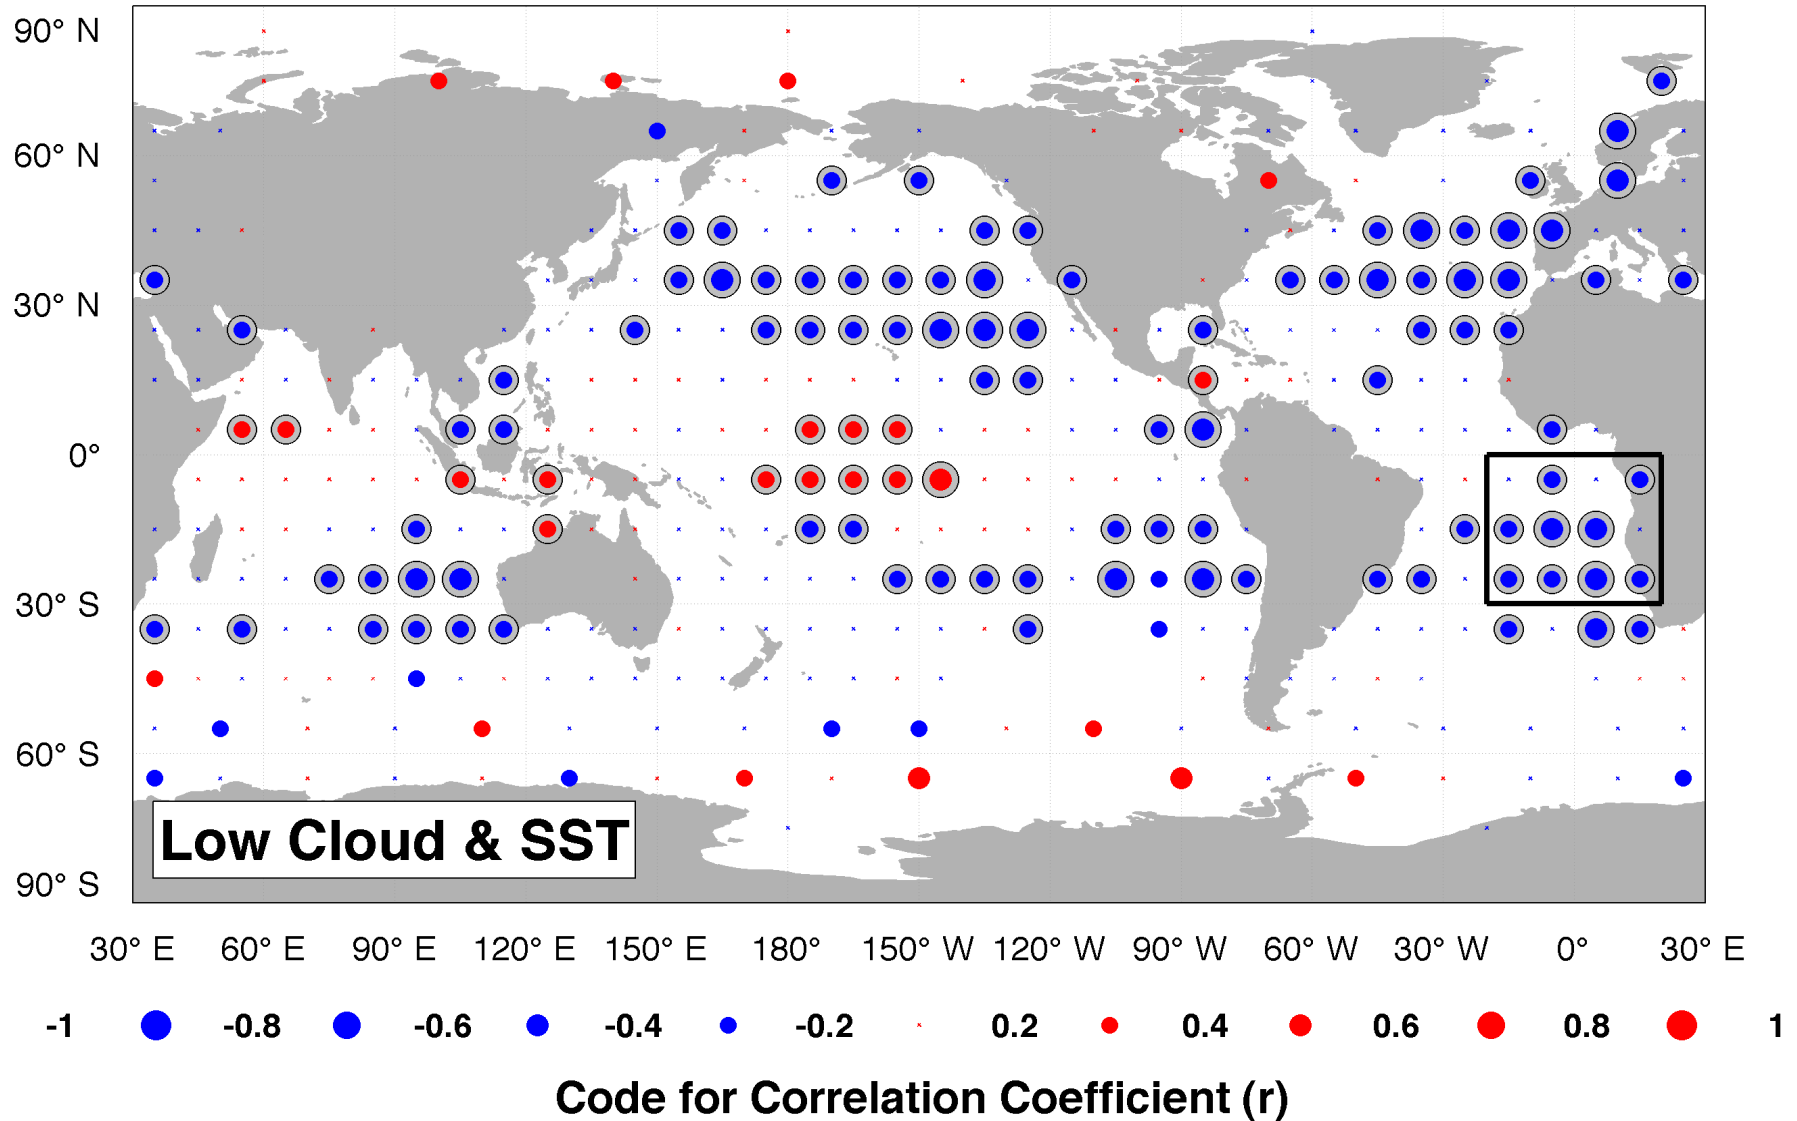 90° N
60° N
30° N
0°
30° S
60° S
90° S
Low Cloud & SST
30° E 60° E 90° E 120° E 150° E 180° 150° W 120° W 90° W 60° W 30° W 0° 30° E
-1 -0.8 -0.6 -0.4 -0.2 0.2 0.4 0.6 0.8 1
Code for Correlation Coefficient (r)